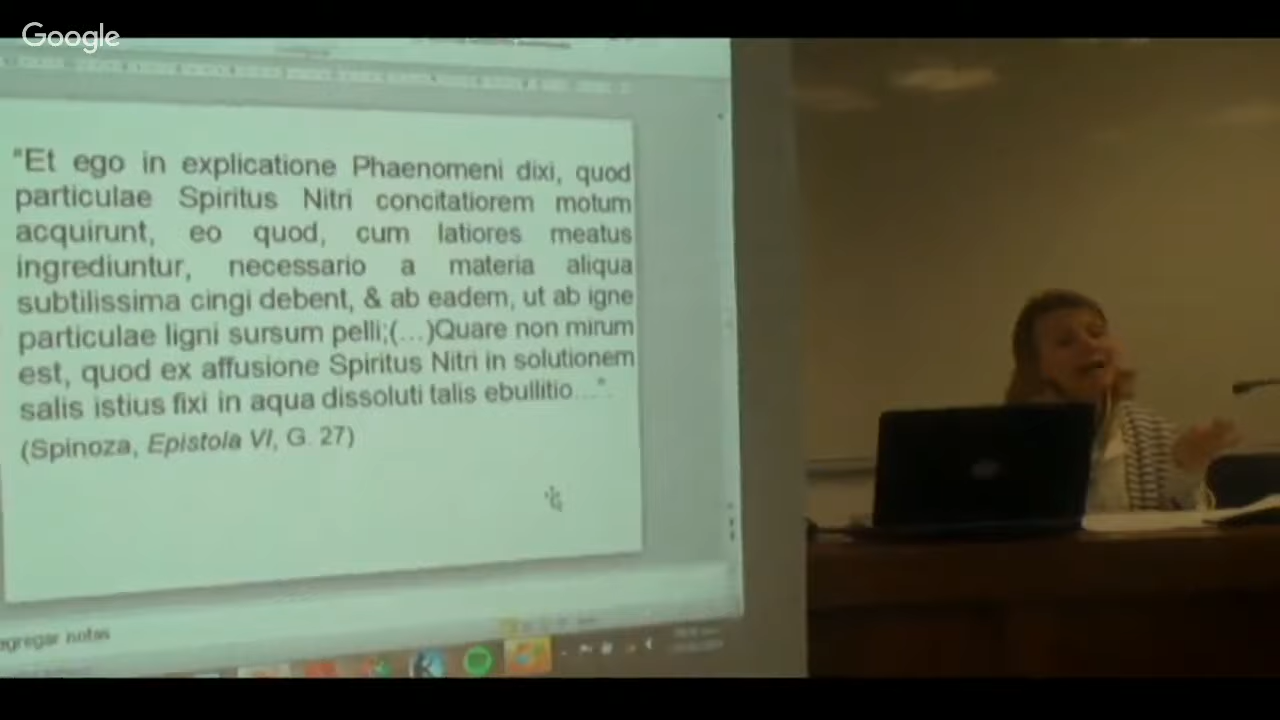 Google
"Et ego in explicatione Phaenomeni dixi, quod
particulae Spiritus Nitri concitatiorem motum
acquirunt, eo quod, cum latiores meatus
ingrediuntur, necessario a materia aliqua
subtilissima cingi debent, & ab eadem, ut ab igne
particulae ligni sursum pelli;(...)Quare non mirum
est, quod ex affusione Spiritus Nitri in solutionem
salis istius fixi in aqua dissoluti talis ebullitio...".
(Spinoza, Epistola VI, G. 27)
agregar notas